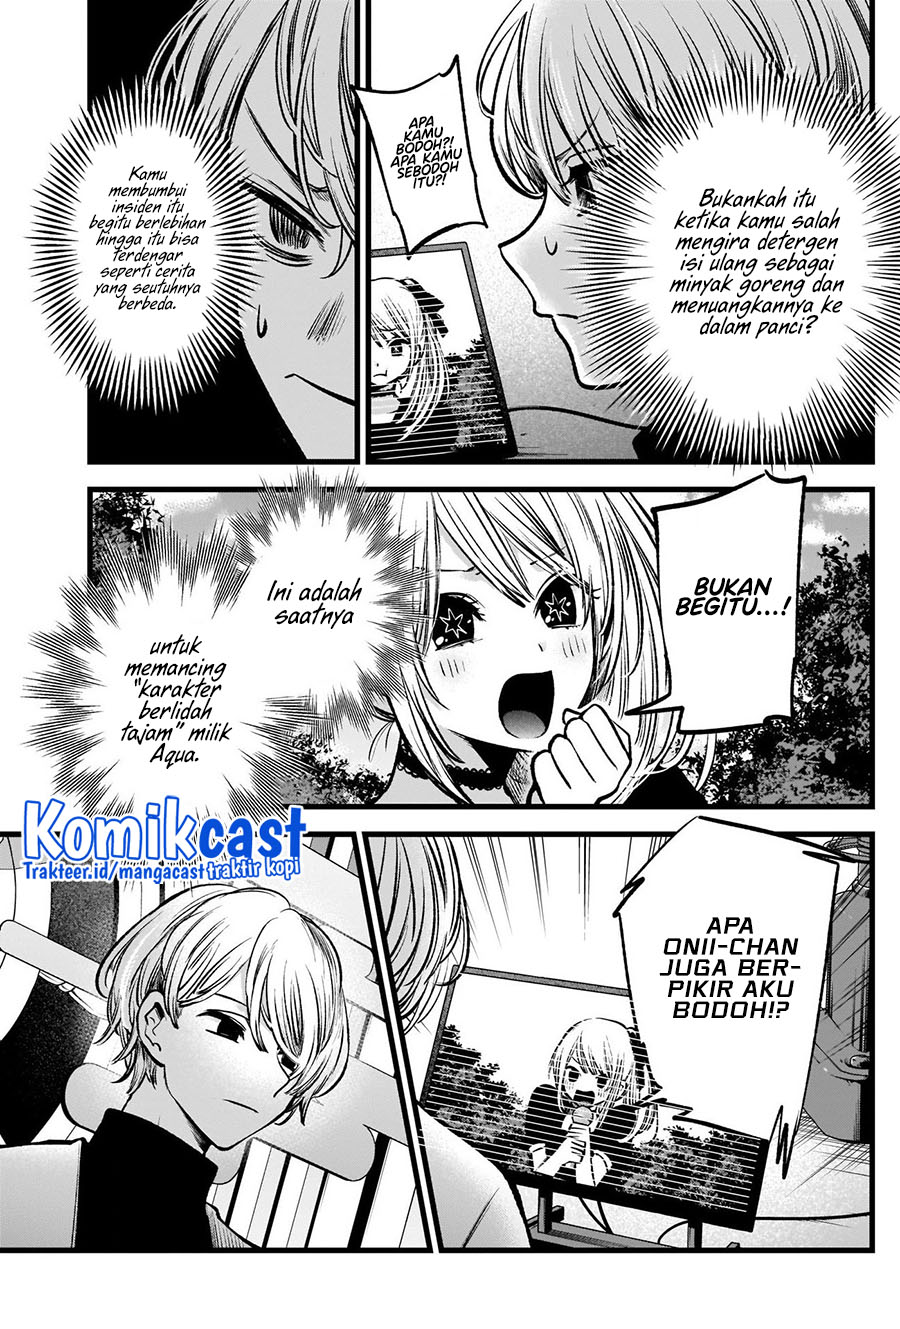 Bukankah itu
ketika kamu salah
mengira detergen
isi ulang sebagai
minyak goreng dan
menuangkannya ke
dalam panci?
APA
KAMU
BODOH?!
APA KAMU
SEBODOH
ITU?!
Kamu
membumbui
insiden itu
begitu berlebihan
hingga itu bisa
terdengar
seperti cerita
yang seutuhnya
berbeda.
BUKAN
BEGITU...!
Ini adalah
saatnya
untuk
memancing
"karakter
berlidah
tajam" milik
Aqua.
APA
ONII-CHAN
JUGA BER-
PIKIR AKU
BODOH!?
Komikcast
Trakteer.id/mangacast traktir kopi